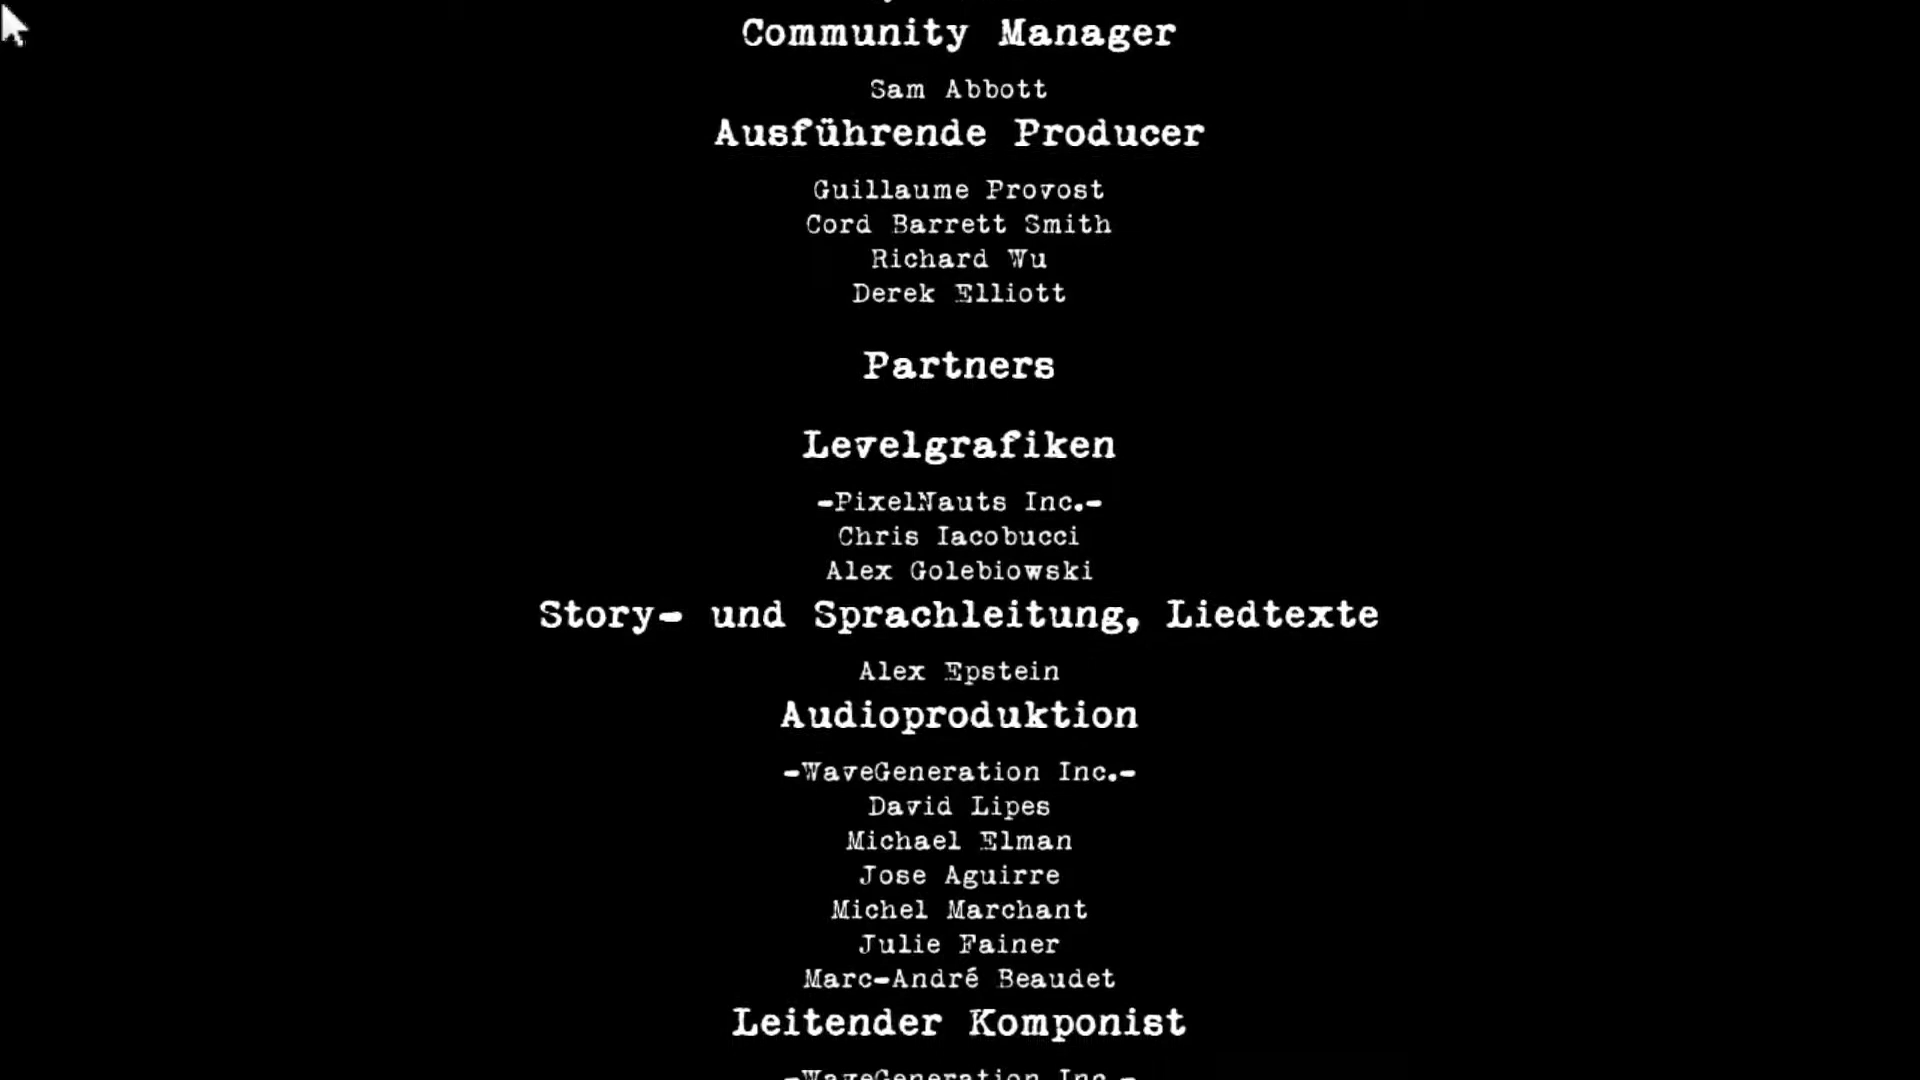 Community Manager
Sam Abbott
Ausführende Producer
Guillaume Provost
Cord Barrett Smith
Richard Wu
Derek Elliott
Partners
Levelgrafiken
-PixelNauts Inc.-
Chris Iacobucci
Alex Golebiowski
Story- und Sprachleitung, Liedtexte
Alex Epstein
Audioproduktion
-WaveGeneration Inc.-
David Lipes
Michael Elman
Jose Aguirre
Michel Marchant
Julie Fainer
Marc-André Beaudet
Leitender Komponist
-WaveGeneration Inc.-